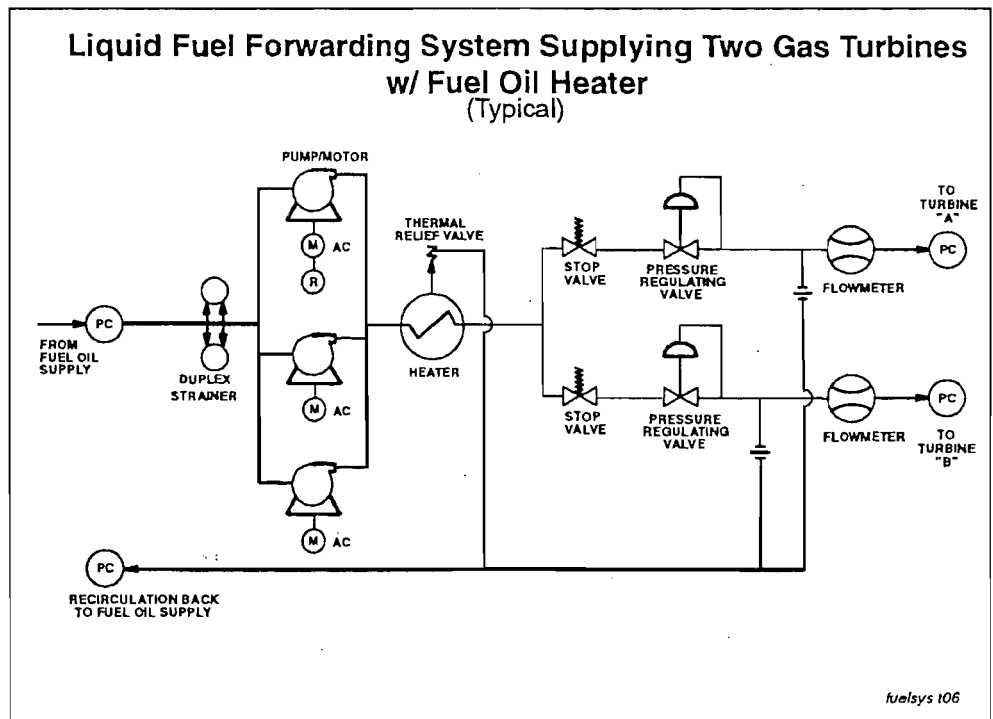 Liquid Fuel Forwarding System Supplying Two Gas Turbines
w/ Fuel Oil Heater
(Typical)
PUMP/MOTOR
M AC
R
THERMAL
RELIEF VALVE
STOP
VALVE
PRESSURE
REGULATING
VALVE
FLOWMETER
TO
TURBINE
"A"
PC
PC
FROM
FUEL OIL
SUPPLY
DUPLEX
STRAINER
M AC
HEATER
STOP
VALVE
PRESSURE
REGULATING
VALVE
FLOWMETER
PC
TO
TURBINE
"B"
M AC
PC
RECIRCULATION BACK
TO FUEL OIL SUPPLY
fuelsys t06